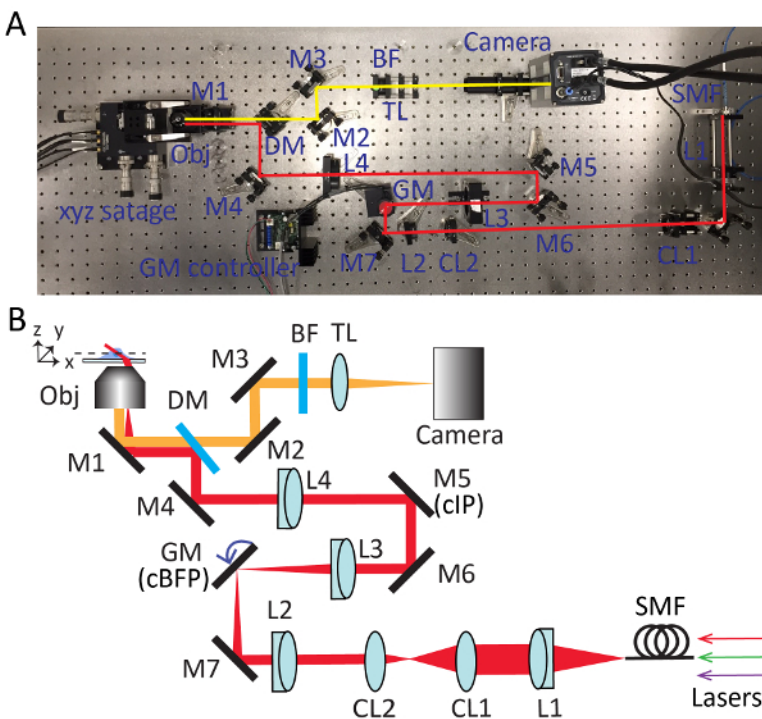 A
M3
BF
Camera
M1
SMF
TL
DM
M2
Obj
L4
L1
M5
GM
M4
xyz satage
L3
M6
CL1
GM controller
M7
L2
CL2
B
z
y
x
BF
TL
M3
Obj
DM
Camera
M1
M2
M5
(cIP)
L4
M4
GM
(cBFP)
L3
M6
L2
SMF
M7
CL2
CL1
L1
Lasers